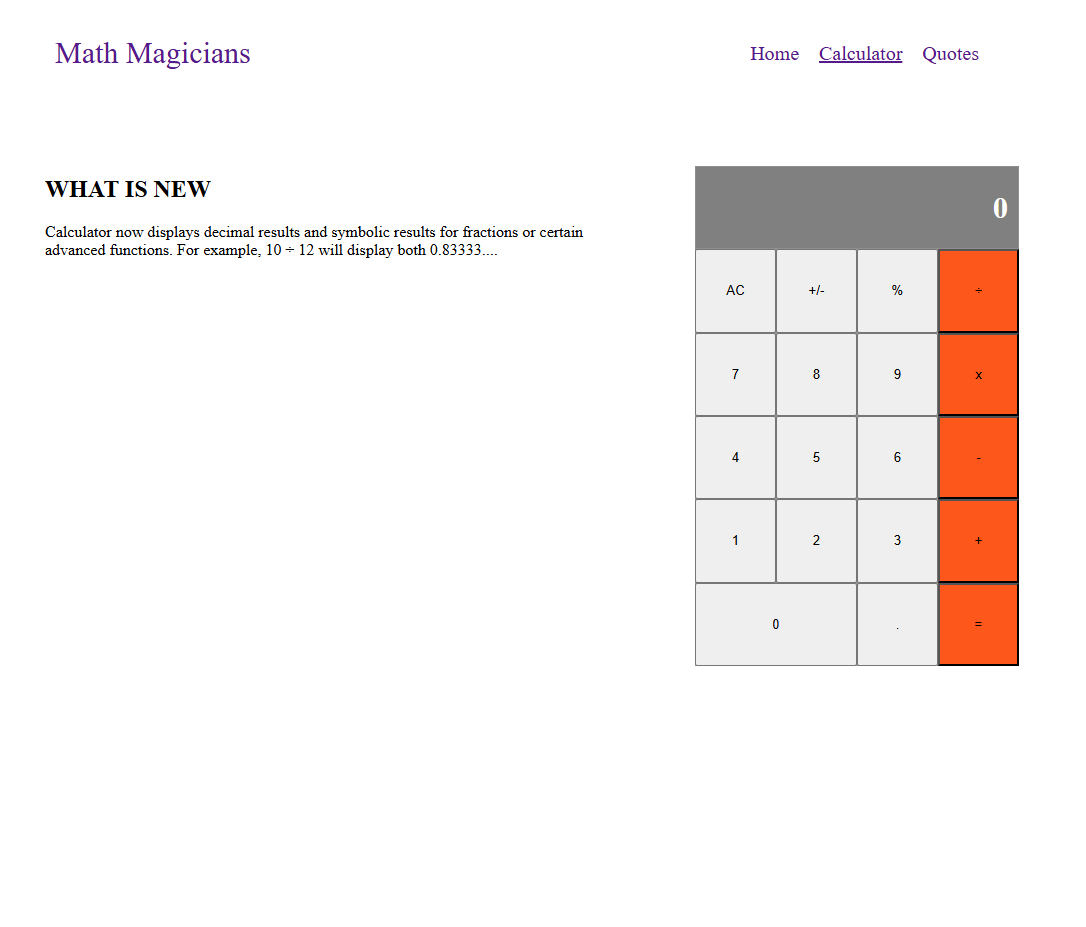 Math Magicians
Home Calculator Quotes
WHAT IS NEW
Calculator now displays decimal results and symbolic results for fractions or certain
advanced functions. For example, 10 ÷ 12 will display both 0.83333....
0
AC +/- % ÷
7 8 9 x
4 5 6 -
1 2 3 +
0 . =